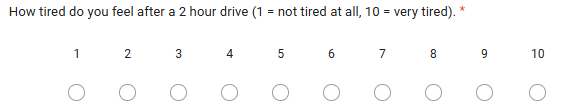 How tired do you feel after a 2 hour drive (1 = not tired at all, 10 = very tired). *
1 2 3 4 5 6 7 8 9 10